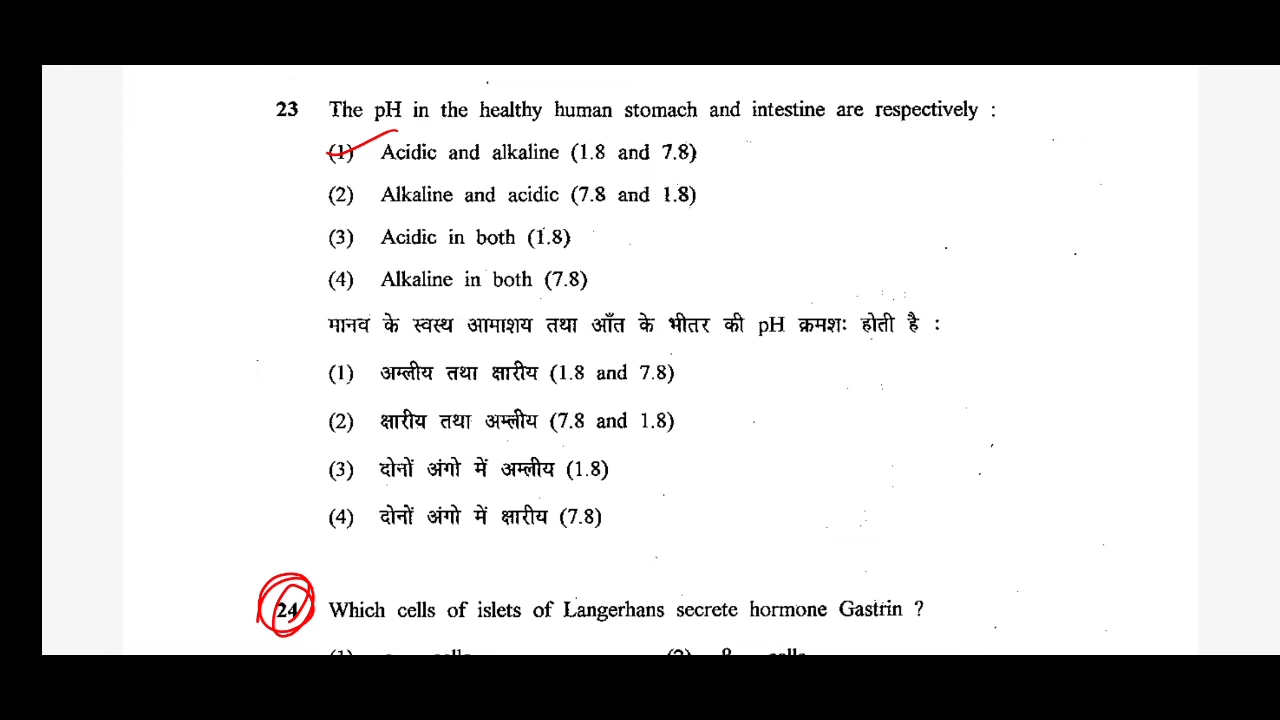 23 The pH in the healthy human stomach and intestine are respectively :
(1) Acidic and alkaline (1.8 and 7.8)
(2) Alkaline and acidic (7.8 and 1.8)
(3) Acidic in both (1.8)
(4) Alkaline in both (7.8)
मानव के स्वस्थ आमाशय तथा आँत के भीतर की pH क्रमशः होती है :
(1) अम्लीय तथा क्षारीय (1.8 and 7.8)
(2) क्षारीय तथा अम्लीय (7.8 and 1.8)
(3) दोनों अंगो में अम्लीय (1.8)
(4) दोनों अंगो में क्षारीय (7.8)
24 Which cells of islets of Langerhans secrete hormone Gastrin ?